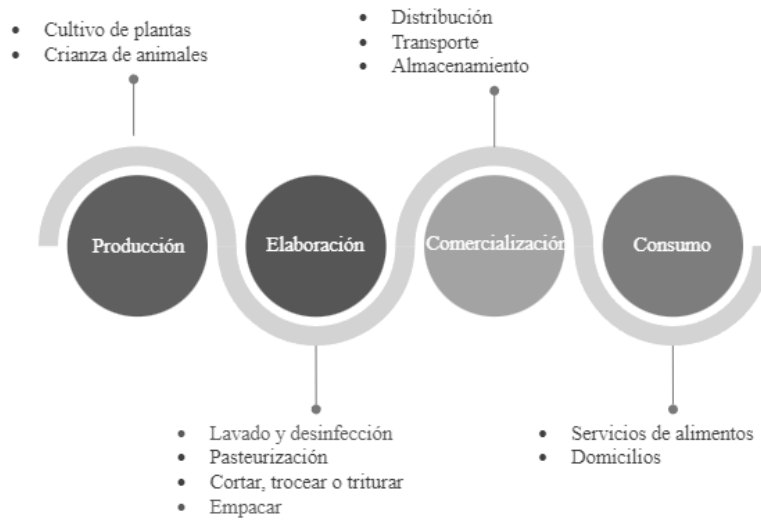 • Cultivo de plantas
• Crianza de animales
• Distribución
• Transporte
• Almacenamiento
Producción
Elaboración
Comercialización
Consumo
• Lavado y desinfección
• Pasteurización
• Cortar, trocear o triturar
• Empacar
• Servicios de alimentos
• Domicilios